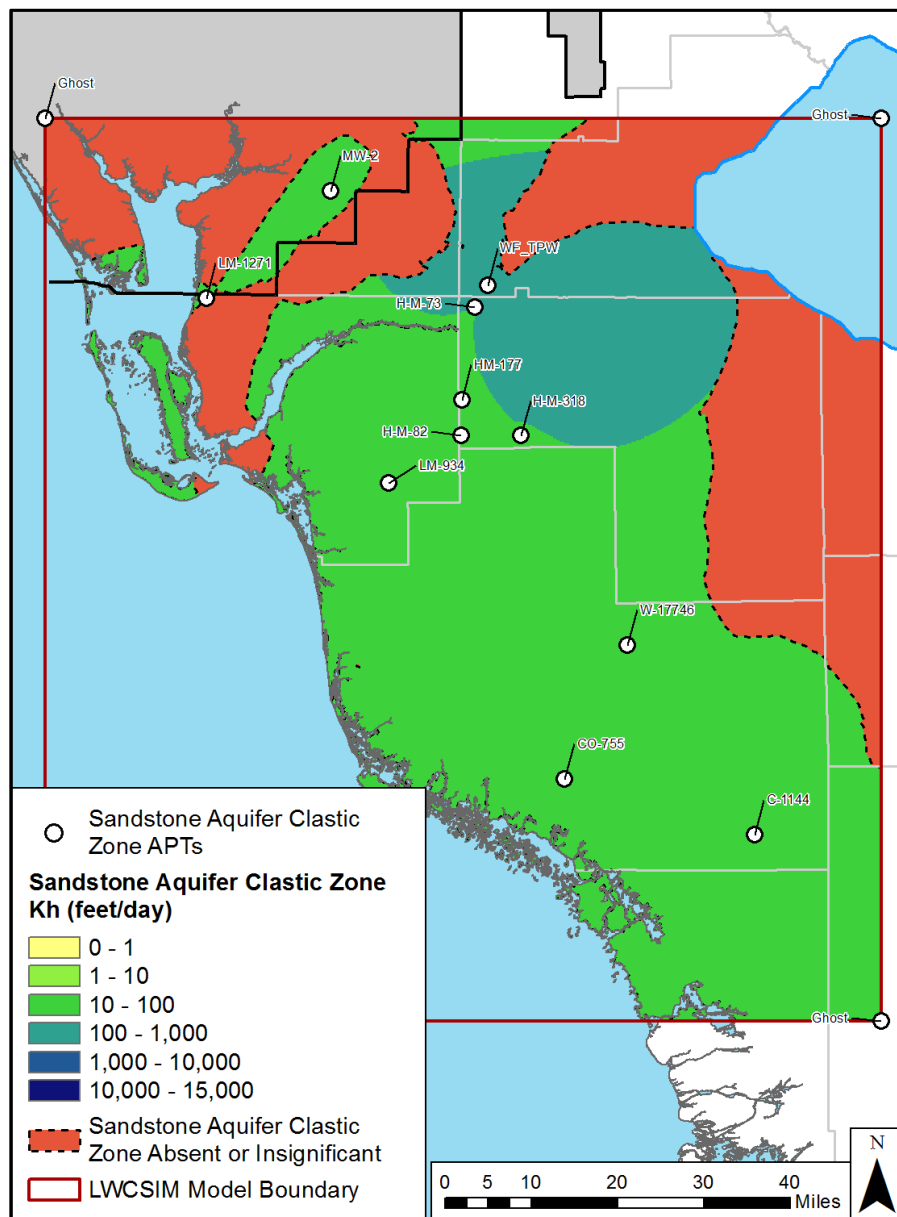 Ghost
Ghost
MW-2
WF_TPW
LM-1271
H-M-73
HM-177
H-M-318
H-M-82
LM-934
W-17746
CO-755
C-1144
Ghost
Sandstone Aquifer Clastic
Zone APTs
Sandstone Aquifer Clastic Zone
Kh (feet/day)
0 - 1
1 - 10
10 - 100
100 - 1,000
1,000 - 10,000
10,000 - 15,000
Sandstone Aquifer Clastic
Zone Absent or Insignificant
LWCSIM Model Boundary
0 5 10 20 30 40
Miles
N